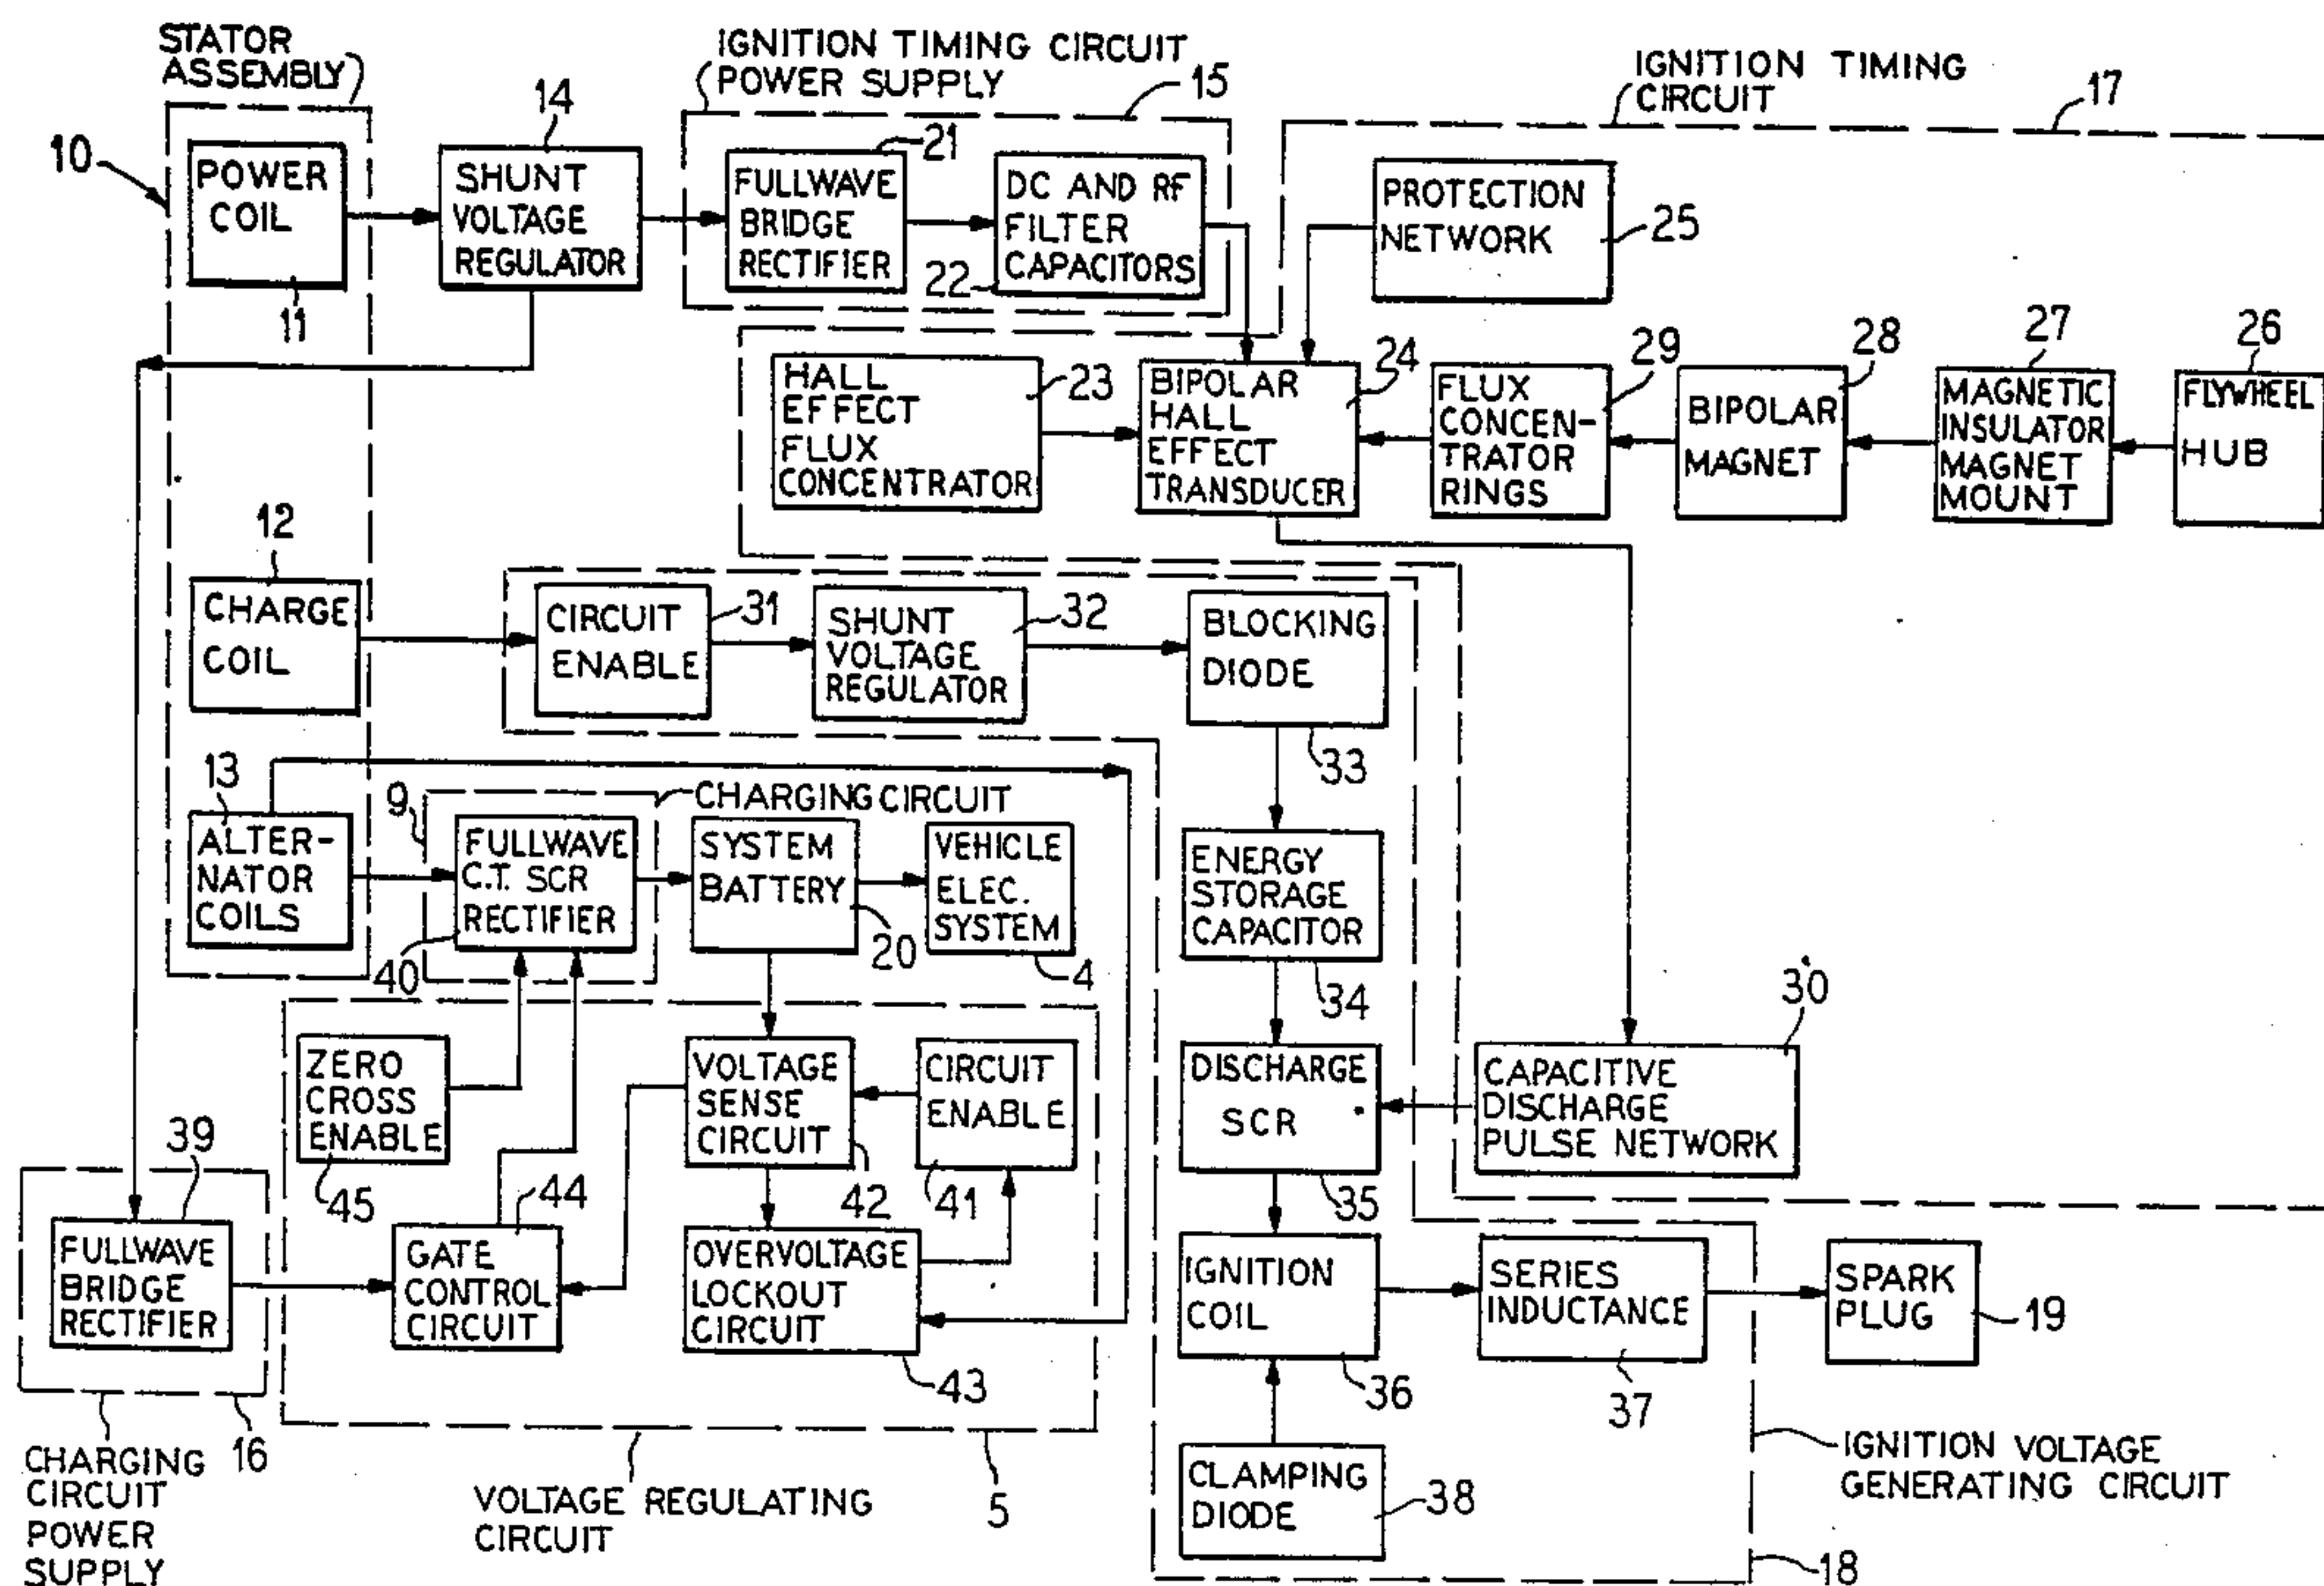 STATOR
ASSEMBLY
10
POWER
COIL
11
14
SHUNT
VOLTAGE
REGULATOR
IGNITION TIMING CIRCUIT
POWER SUPPLY
15
21
FULLWAVE
BRIDGE
RECTIFIER
DC AND RF
FILTER
CAPACITORS
22
IGNITION TIMING
CIRCUIT
17
PROTECTION
NETWORK
25
HALL
EFFECT
FLUX
CONCENTRATOR
23
BIPOLAR
HALL
EFFECT
TRANSDUCER
24
FLUX
CONCEN-
TRATOR
RINGS
29
BIPOLAR
MAGNET
28
27
MAGNETIC
INSULATOR
MAGNET
MOUNT
26
FLYWHEEL
HUB
12
CHARGE
COIL
CIRCUIT
ENABLE
31
SHUNT
VOLTAGE
REGULATOR
32
BLOCKING
DIODE
33
13
ALTER-
NATOR
COILS
9
CHARGING CIRCUIT
FULLWAVE
C.T. SCR
RECTIFIER
40
SYSTEM
BATTERY
20
VEHICLE
ELEC.
SYSTEM
4
ENERGY
STORAGE
CAPACITOR
34
ZERO
CROSS
ENABLE
45
VOLTAGE
SENSE
CIRCUIT
42
CIRCUIT
ENABLE
41
DISCHARGE
SCR
35
30
CAPACITIVE
DISCHARGE
PULSE NETWORK
39
FULLWAVE
BRIDGE
RECTIFIER
44
GATE
CONTROL
CIRCUIT
OVERVOLTAGE
LOCKOUT
CIRCUIT
43
IGNITION
COIL
36
SERIES
INDUCTANCE
37
SPARK
PLUG
19
CHARGING
CIRCUIT
POWER
SUPPLY
16
VOLTAGE REGULATING
CIRCUIT
5
CLAMPING
DIODE
38
IGNITION VOLTAGE
GENERATING CIRCUIT
18